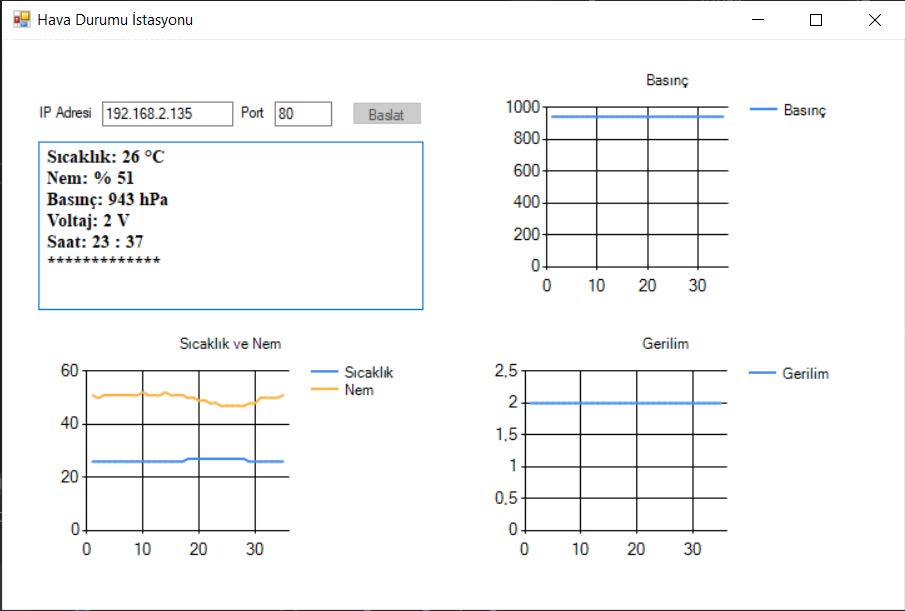 Hava Durumu İstasyonu
IP Adresi 192.168.2.135 Port 80 Baslat
Sıcaklık: 26 °C
Nem: % 51
Basınç: 943 hPa
Voltaj: 2 V
Saat: 23 : 37
*************
Basınç
1000
800
600
400
200
0
0 10 20 30
Basınç
Sıcaklık ve Nem
60
40
20
0
0 10 20 30
Sıcaklık
Nem
Gerilim
2,5
2
1,5
1
0,5
0
0 10 20 30
Gerilim